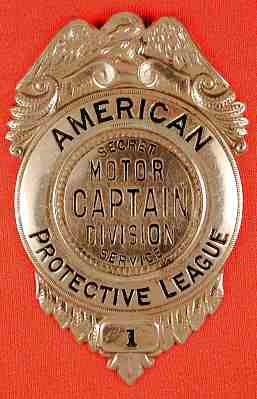 AMERICAN
SECRET
MOTOR
CAPTAIN
DIVISION
SERVICE
PROTECTIVE LEAGUE
1